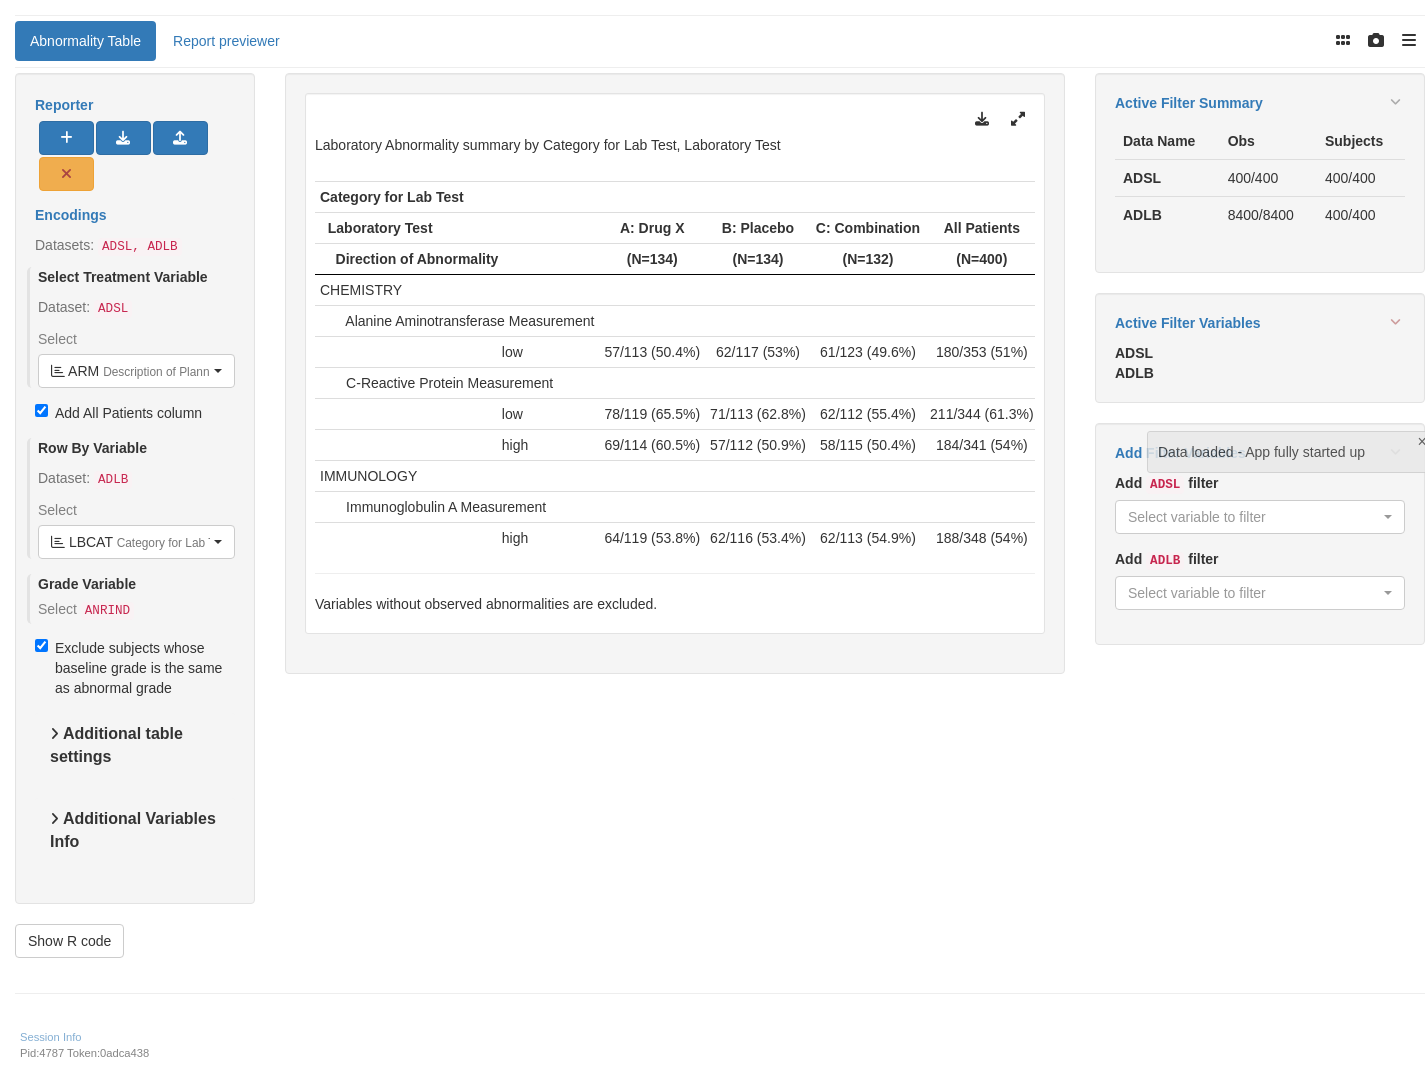 Abnormality Table
Report previewer
Reporter
Encodings
Datasets: ADSL, ADLB
Select Treatment Variable
Dataset: ADSL
Select
ARM Description of Plann
Add All Patients column
Row By Variable
Dataset: ADLB
Select
LBCAT Category for Lab
Grade Variable
Select ANRIND
Exclude subjects whose
baseline grade is the same
as abnormal grade
Additional table
settings
Additional Variables
Info
Show R code
Laboratory Abnormality summary by Category for Lab Test, Laboratory Test
Category for Lab Test
Laboratory Test A: Drug X B: Placebo C: Combination All Patients
Direction of Abnormality (N=134) (N=134) (N=132) (N=400)
CHEMISTRY
Alanine Aminotransferase Measurement
low 57/113 (50.4%) 62/117 (53%) 61/123 (49.6%) 180/353 (51%)
C-Reactive Protein Measurement
low 78/119 (65.5%) 71/113 (62.8%) 62/112 (55.4%) 211/344 (61.3%)
high 69/114 (60.5%) 57/112 (50.9%) 58/115 (50.4%) 184/341 (54%)
IMMUNOLOGY
Immunoglobulin A Measurement
high 64/119 (53.8%) 62/116 (53.4%) 62/113 (54.9%) 188/348 (54%)
Variables without observed abnormalities are excluded.
Active Filter Summary
Data Name Obs Subjects
ADSL 400/400 400/400
ADLB 8400/8400 400/400
Active Filter Variables
ADSL
ADLB
Add
Data loaded - App fully started up
×
Add ADSL filter
Select variable to filter
Add ADLB filter
Select variable to filter
Session Info
Pid:4787 Token:0adca438